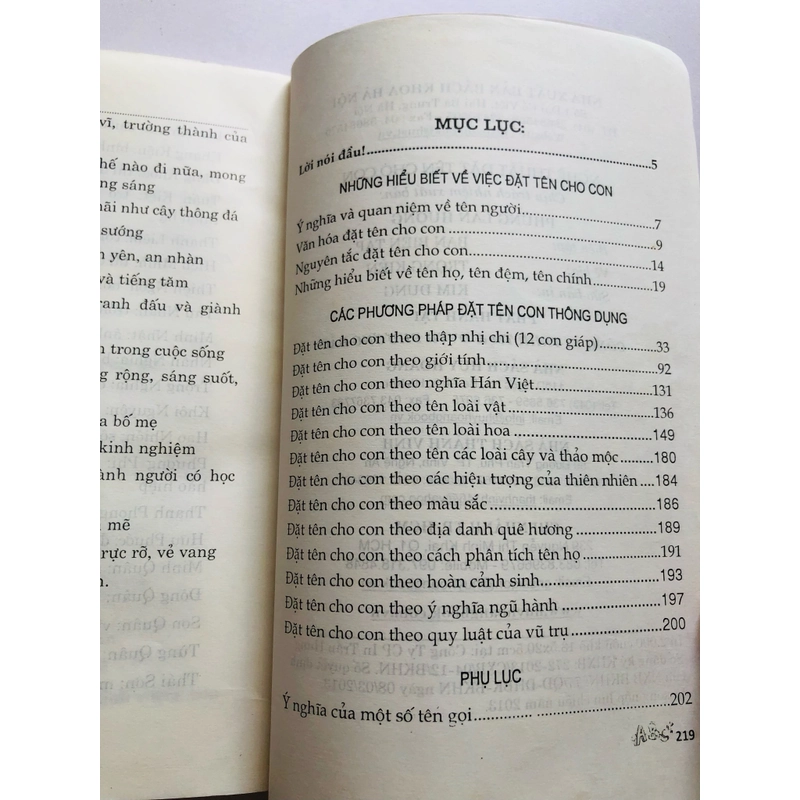 vĩ, trường thành của
hế nào đi nữa, mong
g sáng
nãi như cây thông đá
sướng
n yên, an nhàn
và tiếng tăm
ranh đấu và giành
n trong cuộc sống
g rộng, sáng suốt,
a bố mẹ
kinh nghiệm
ành người có học
mẽ
rực rỡ, vẻ vang
n.
MỤC LỤC:
Lời nói đầu!.....5
NHỮNG HIỂU BIẾT VỀ VIỆC ĐẶT TÊN CHO CON
Ý nghĩa và quan niệm về tên người.....7
Văn hóa đặt tên cho con.....9
Nguyên tắc đặt tên cho con.....14
Những hiểu biết về tên họ, tên đệm, tên chính.....19
CÁC PHƯƠNG PHÁP ĐẶT TÊN CON THÔNG DỤNG
Đặt tên cho con theo thập nhị chi (12 con giáp).....33
Đặt tên cho con theo giới tính.....92
Đặt tên cho con theo nghĩa Hán Việt.....131
Đặt tên cho con theo tên loài vật.....136
Đặt tên cho con theo tên loài hoa.....149
Đặt tên cho con theo tên các loài cây và thảo mộc.....180
Đặt tên cho con theo các hiện tượng của thiên nhiên.....184
Đặt tên cho con theo màu sắc.....186
Đặt tên cho con theo địa danh quê hương.....189
Đặt tên cho con theo cách phân tích tên họ.....191
Đặt tên cho con theo hoàn cảnh sinh.....193
Đặt tên cho con theo ý nghĩa ngũ hành.....197
Đặt tên cho con theo quy luật của vũ trụ.....200
PHỤ LỤC
Ý nghĩa của một số tên gọi.....202
ABC 219